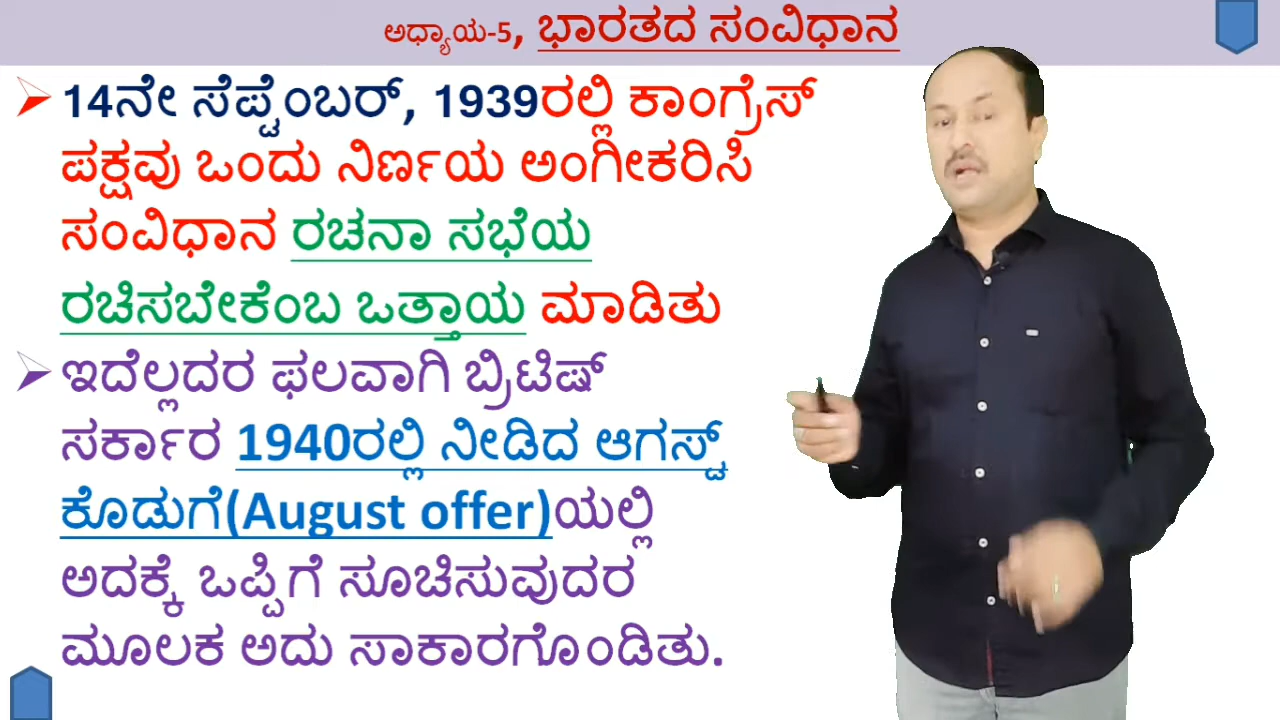 ಅಧ್ಯಾಯ-5, ಭಾರತದ ಸಂವಿಧಾನ
14ನೇ ಸೆಪ್ಟೆಂಬರ್, 1939ರಲ್ಲಿ ಕಾಂಗ್ರೆಸ್
ಪಕ್ಷವು ಒಂದು ನಿರ್ಣಯ ಅಂಗೀಕರಿಸಿ
ಸಂವಿಧಾನ ರಚನಾ ಸಭೆಯ
ರಚಿಸಬೇಕೆಂಬ ಒತ್ತಾಯ ಮಾಡಿತು
ಇದೆಲ್ಲದರ ಫಲವಾಗಿ ಬ್ರಿಟಿಷ್
ಸರ್ಕಾರ 1940ರಲ್ಲಿ ನೀಡಿದ ಆಗಸ್ಟ್
ಕೊಡುಗೆ(August offer)ಯಲ್ಲಿ
ಅದಕ್ಕೆ ಒಪ್ಪಿಗೆ ಸೂಚಿಸುವುದರ
ಮೂಲಕ ಅದು ಸಾಕಾರಗೊಂಡಿತು.